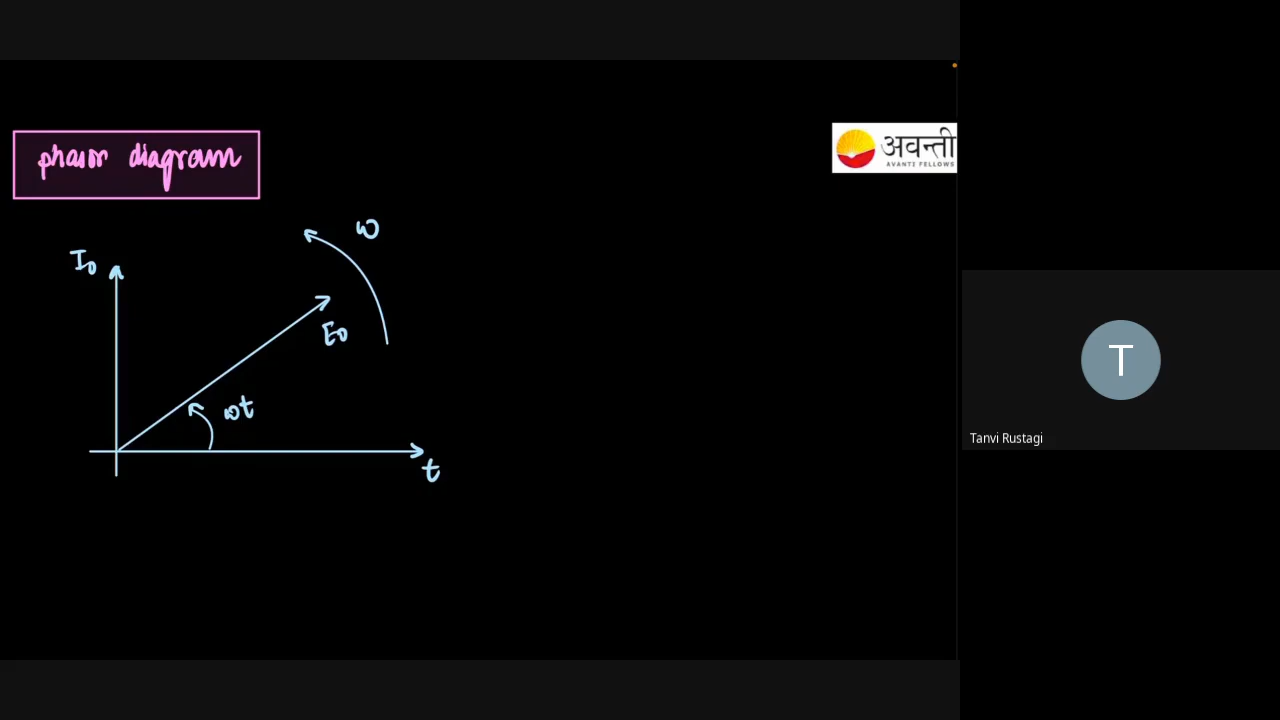 phasor diagram
अवन्ती
AVANTI FELLOWS
I₀
ω
E₀
ωt
t
T
Tanvi Rustagi